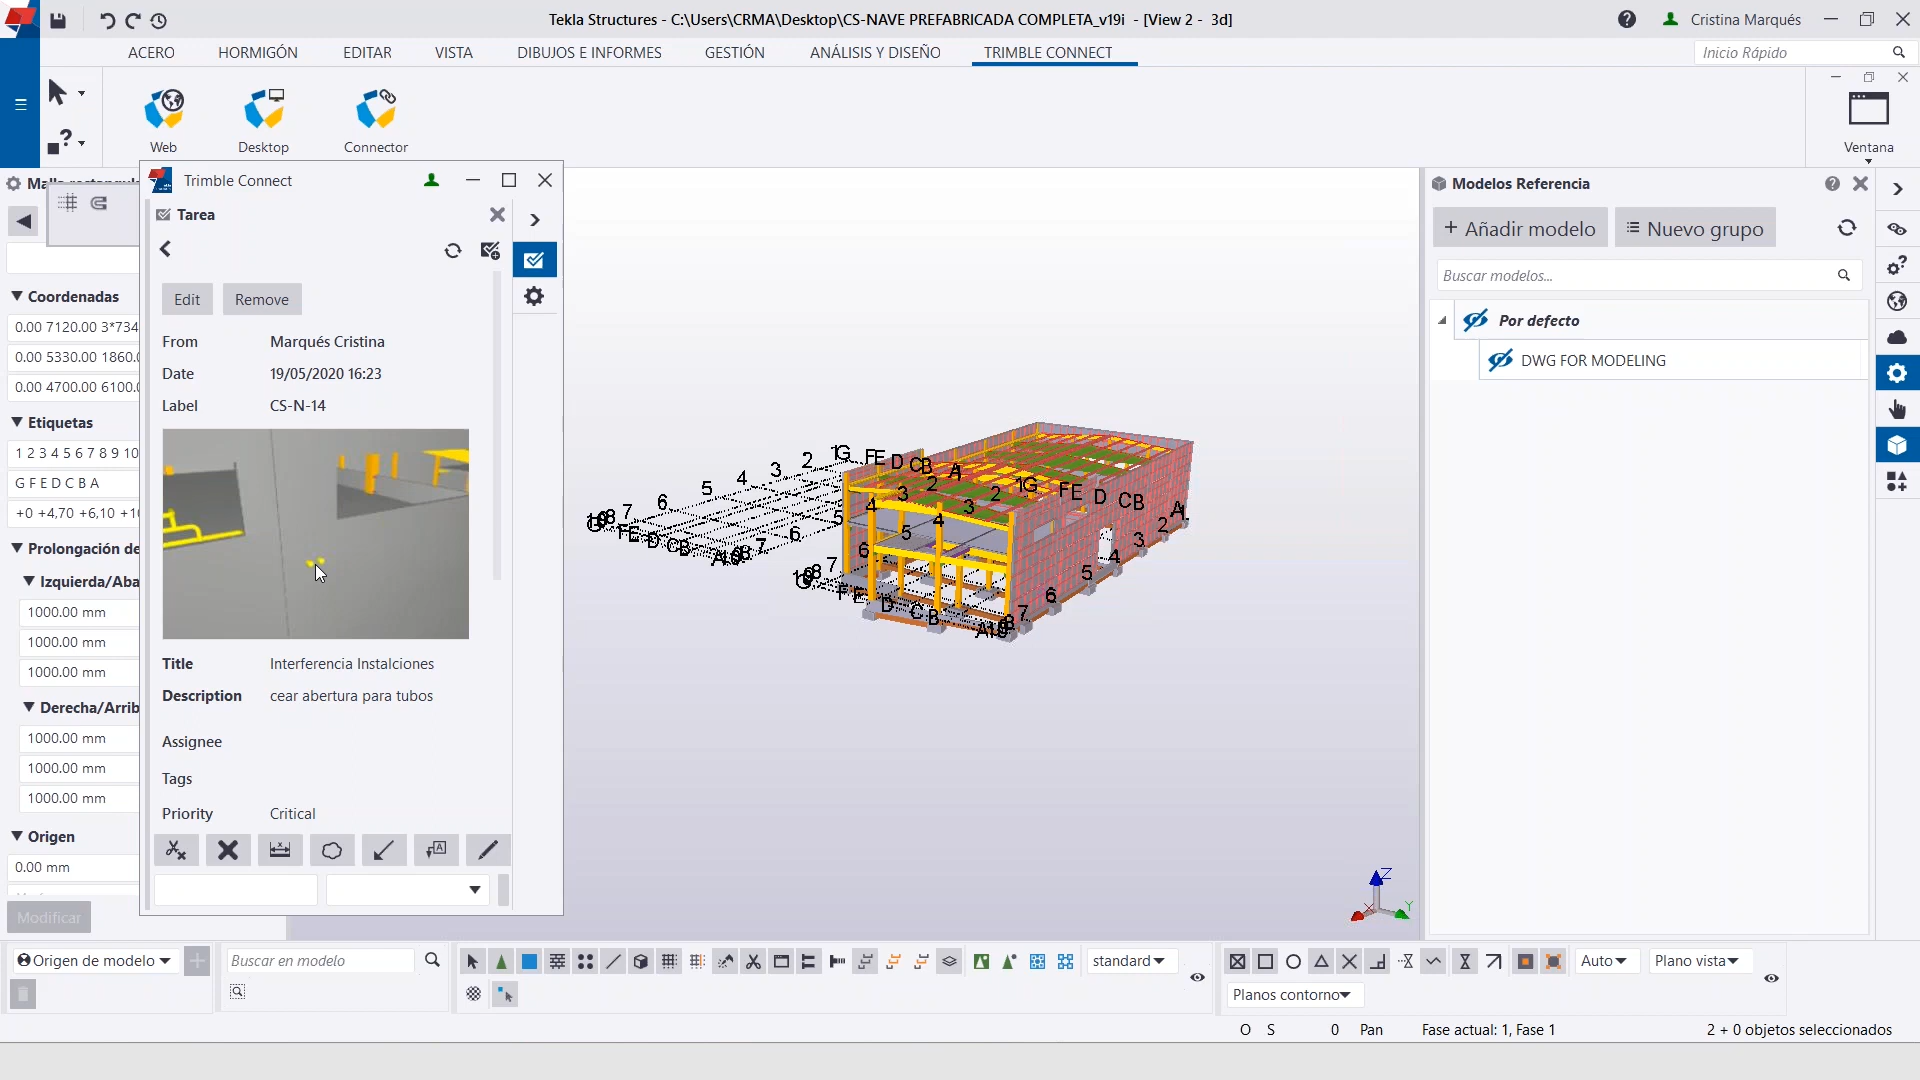 Tekla Structures - C:\Users\CRMA\Desktop\CS-NAVE PREFABRICADA COMPLETA_v19i - [View 2 - 3d]
Cristina Marqués
ACERO HORMIGÓN EDITAR VISTA DIBUJOS E INFORMES GESTIÓN ANÁLISIS Y DISEÑO TRIMBLE CONNECT
Inicio Rápido
Web Desktop Connector
Ventana
Trimble Connect
Tarea
Edit Remove
From Marqués Cristina
Date 19/05/2020 16:23
Label CS-N-14
Title Interferencia Instalciones
Description cear abertura para tubos
Assignee
Tags
Priority Critical
Coordenadas
0.00 7120.00 3*734
0.00 5330.00 1860.0
0.00 4700.00 6100.0
Etiquetas
1 2 3 4 5 6 7 8 9 10
G F E D C B A
+0 +4,70 +6,10 +10
Prolongación de
Izquierda/Aba
1000.00 mm
1000.00 mm
1000.00 mm
Derecha/Arrib
1000.00 mm
1000.00 mm
1000.00 mm
Origen
0.00 mm
Modificar
Modelos Referencia
+ Añadir modelo Nuevo grupo
Buscar modelos...
Por defecto
DWG FOR MODELING
Z
Y
X
Origen de modelo
Buscar en modelo
standard
Auto
Plano vista
Planos contorno
O S 0 Pan Fase actual: 1, Fase 1 2 + 0 objetos seleccionados